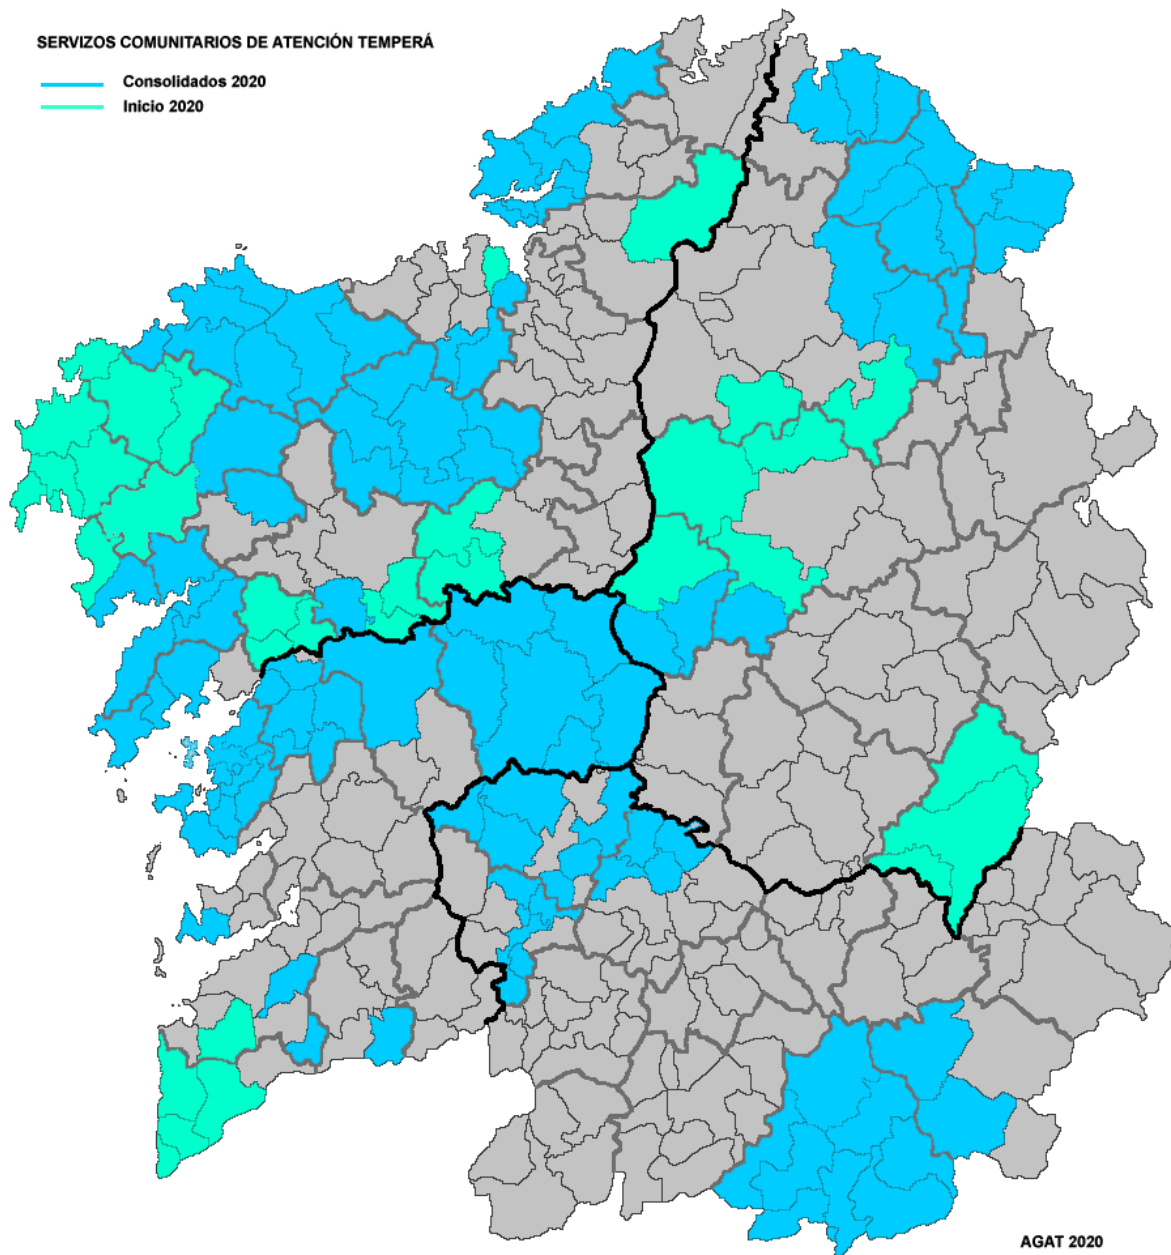 SERVIZOS COMUNITARIOS DE ATENCIÓN TEMPERÁ
Consolidados 2020
Inicio 2020
AGAT 2020